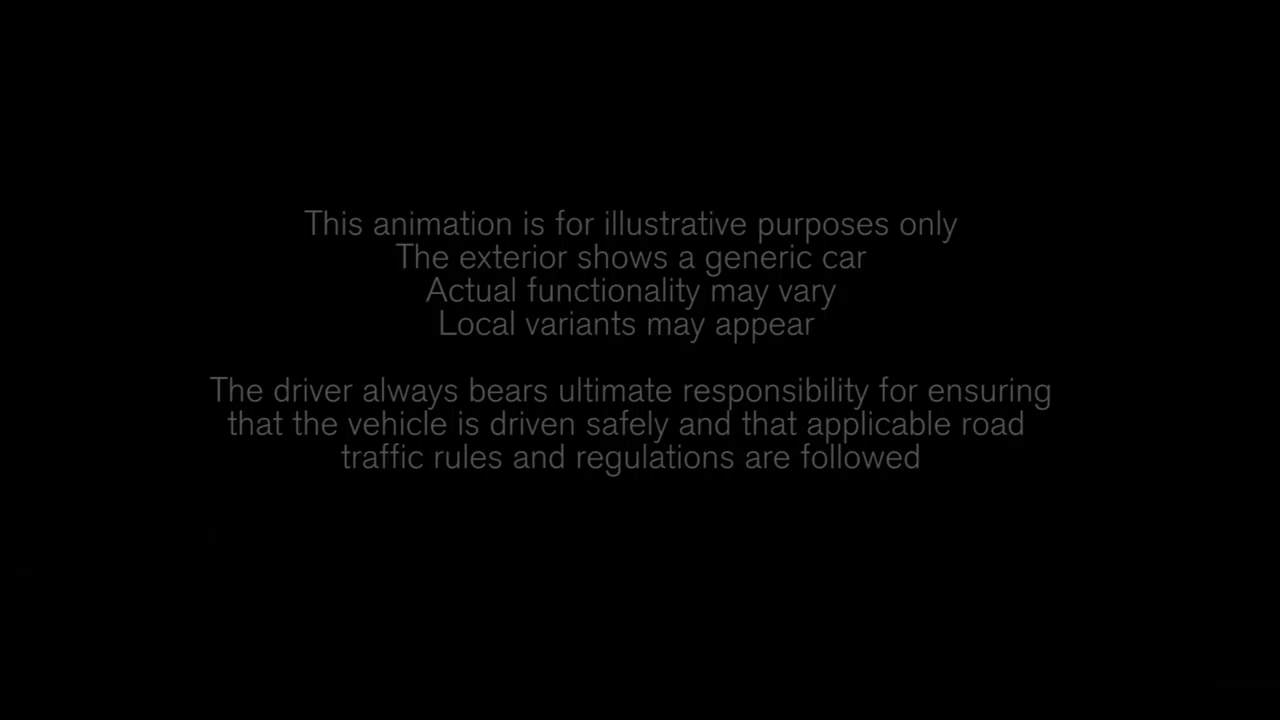 This animation is for illustrative purposes only
The exterior shows a generic car
Actual functionality may vary
Local variants may appear
The driver always bears ultimate responsibility for ensuring
that the vehicle is driven safely and that applicable road
traffic rules and regulations are followed